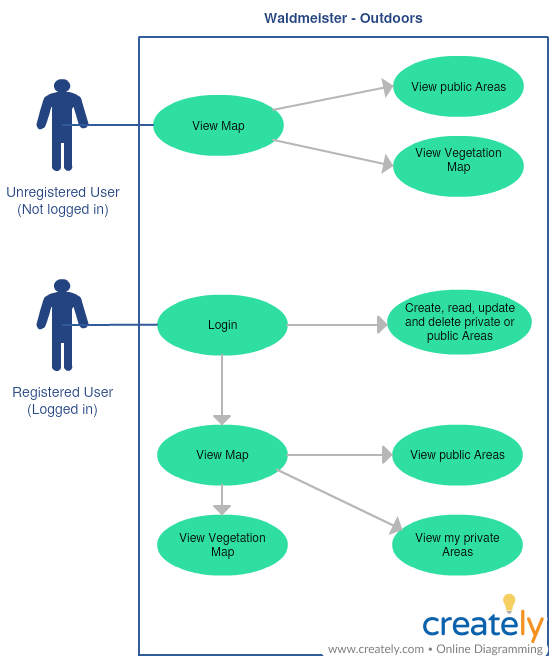 Waldmeister - Outdoors
View public Areas
View Map
View Vegetation
Map
Unregistered User
(Not logged in)
Create, read, update
and delete private or
public Areas
Login
Registered User
(Logged in)
View Map
View public Areas
View Vegetation
Map
View my private
Areas
creately
www.creately.com • Online Diagramming